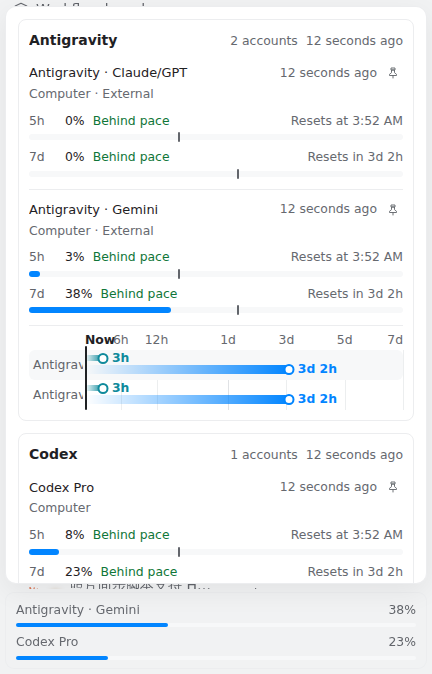 Antigravity 2 accounts 12 seconds ago
Antigravity · Claude/GPT 12 seconds ago
Computer · External
5h 0% Behind pace Resets at 3:52 AM
7d 0% Behind pace Resets in 3d 2h
Antigravity · Gemini 12 seconds ago
Computer · External
5h 3% Behind pace Resets at 3:52 AM
7d 38% Behind pace Resets in 3d 2h
Now 6h 12h 1d 3d 5d 7d
Antigrav 3h
3d 2h
Antigrav 3h
3d 2h
Codex 1 accounts 12 seconds ago
Codex Pro 12 seconds ago
Computer
5h 8% Behind pace Resets at 3:52 AM
7d 23% Behind pace Resets in 3d 2h
Antigravity · Gemini 38%
Codex Pro 23%